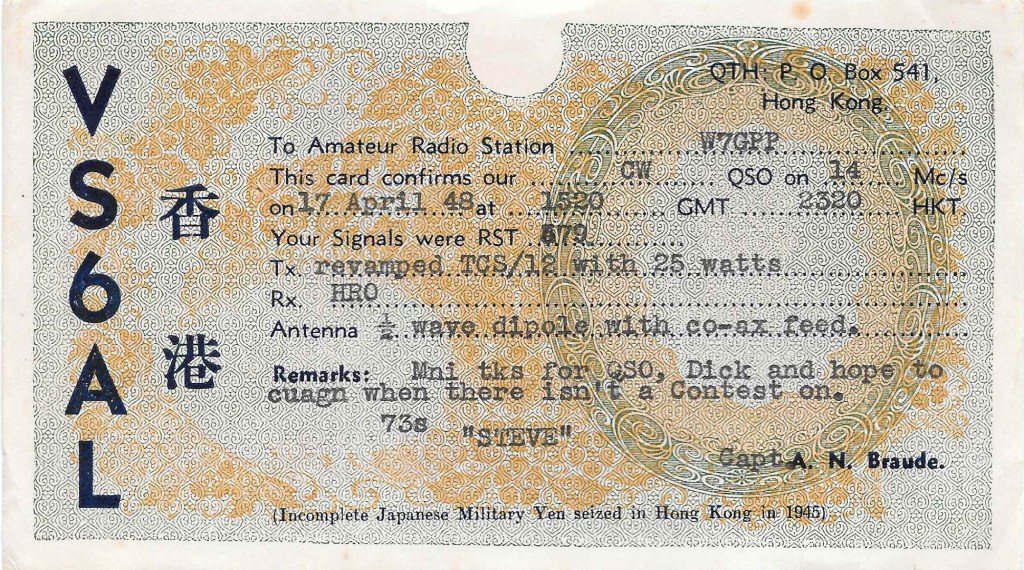 VS6AL
香港
QTH: P. O. Box 541,
Hong Kong.
To Amateur Radio Station W7GPP
This card confirms our CW QSO on 14 Mc/s
on 17 April 48 at 1520 GMT 2320 HKT.
Your Signals were RST 579
Tx. revamped TCS/12 with 25 watts
Rx. HRO
Antenna ½ wave dipole with co-ax feed.
Remarks: Mni tks for QSO, Dick and hope to
cuagn when there isn't a Contest on.
73s
"STEVE"
Capt. A. N. Braude.
(Incomplete Japanese Military Yen seized in Hong Kong in 1945)